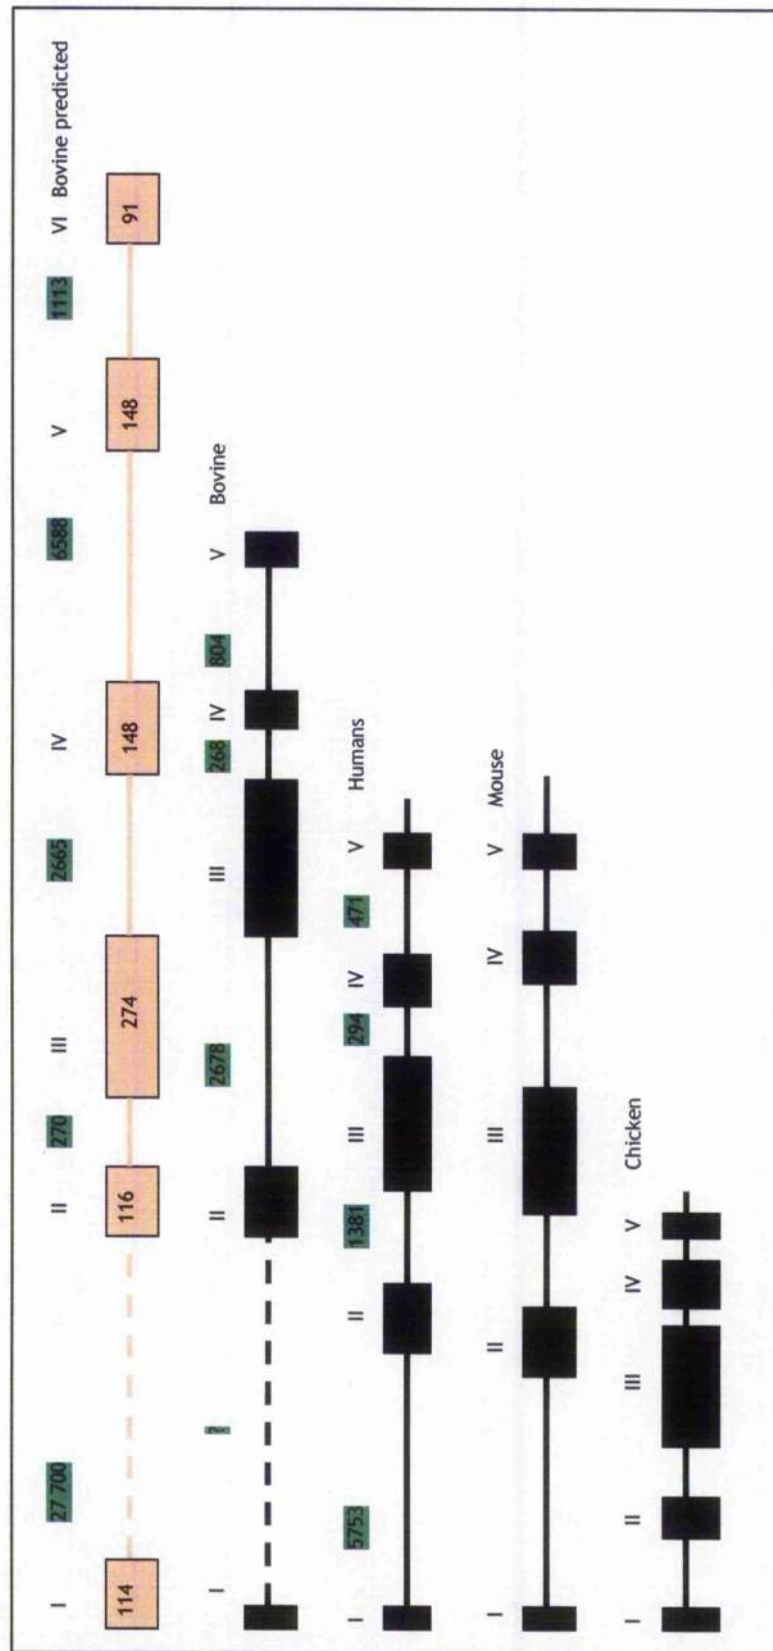 I 27 700 II 270 III 2665 IV 6588 V 1113 VI Bovine predicted
114 116 274 148 148 91
I ? II 2678 III 268 IV 804 V Bovine
I 5753 II 1381 III 294 IV 471 V Humans
I II III IV V Mouse
I II III IV V Chicken